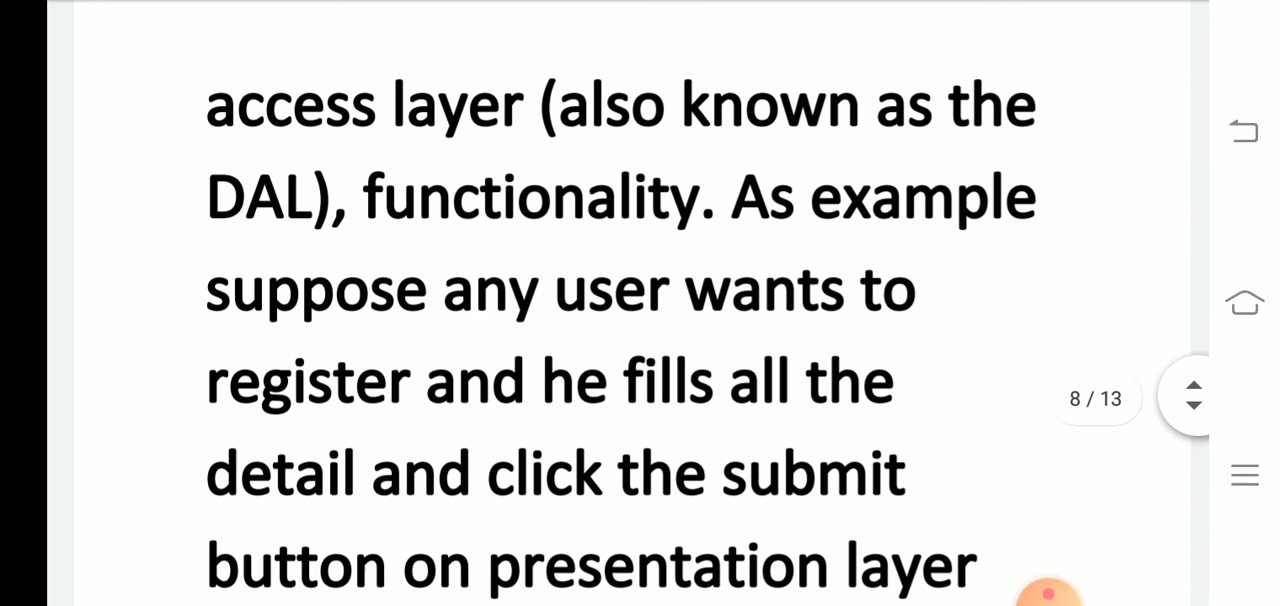 access layer (also known as the
DAL), functionality. As example
suppose any user wants to
register and he fills all the
8 / 13
detail and click the submit
button on presentation layer